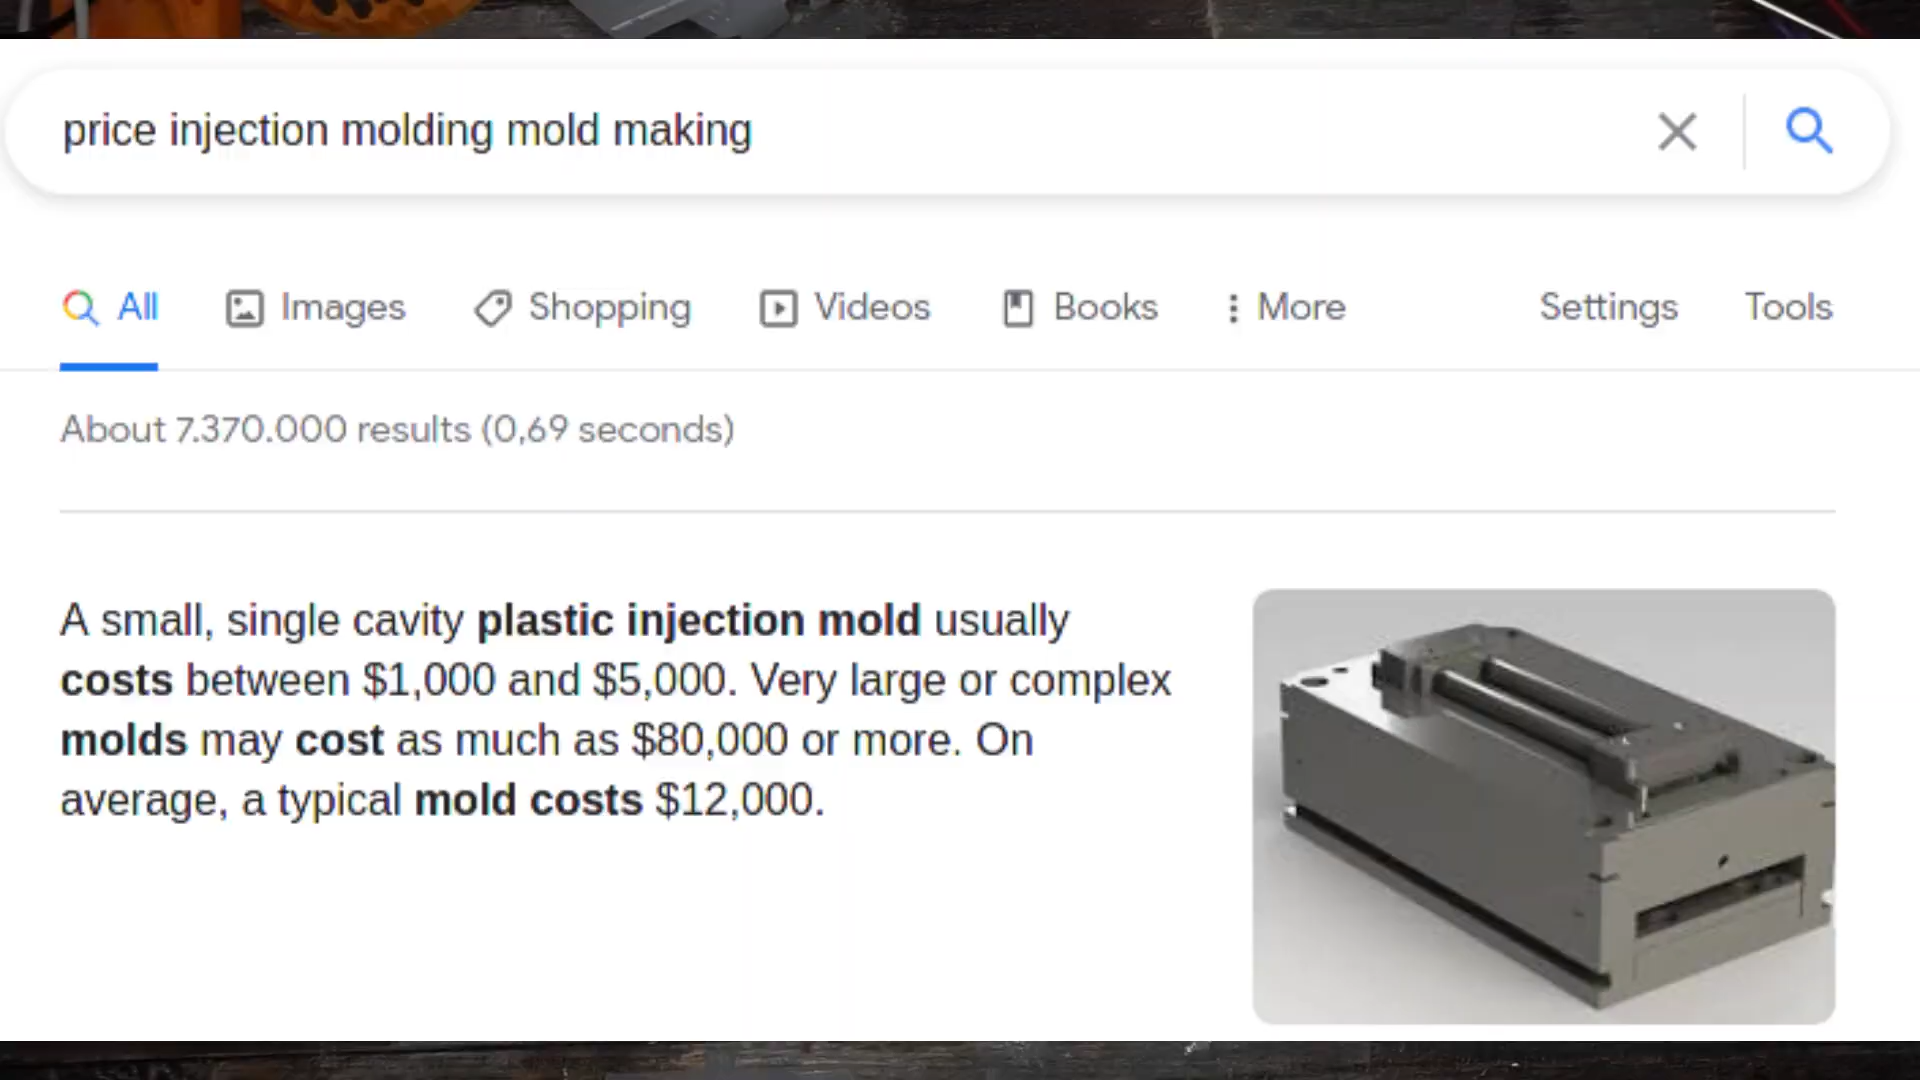 price injection molding mold making
All Images Shopping Videos Books More Settings Tools
About 7.370.000 results (0,69 seconds)
A small, single cavity plastic injection mold usually
costs between $1,000 and $5,000. Very large or complex
molds may cost as much as $80,000 or more. On
average, a typical mold costs $12,000.